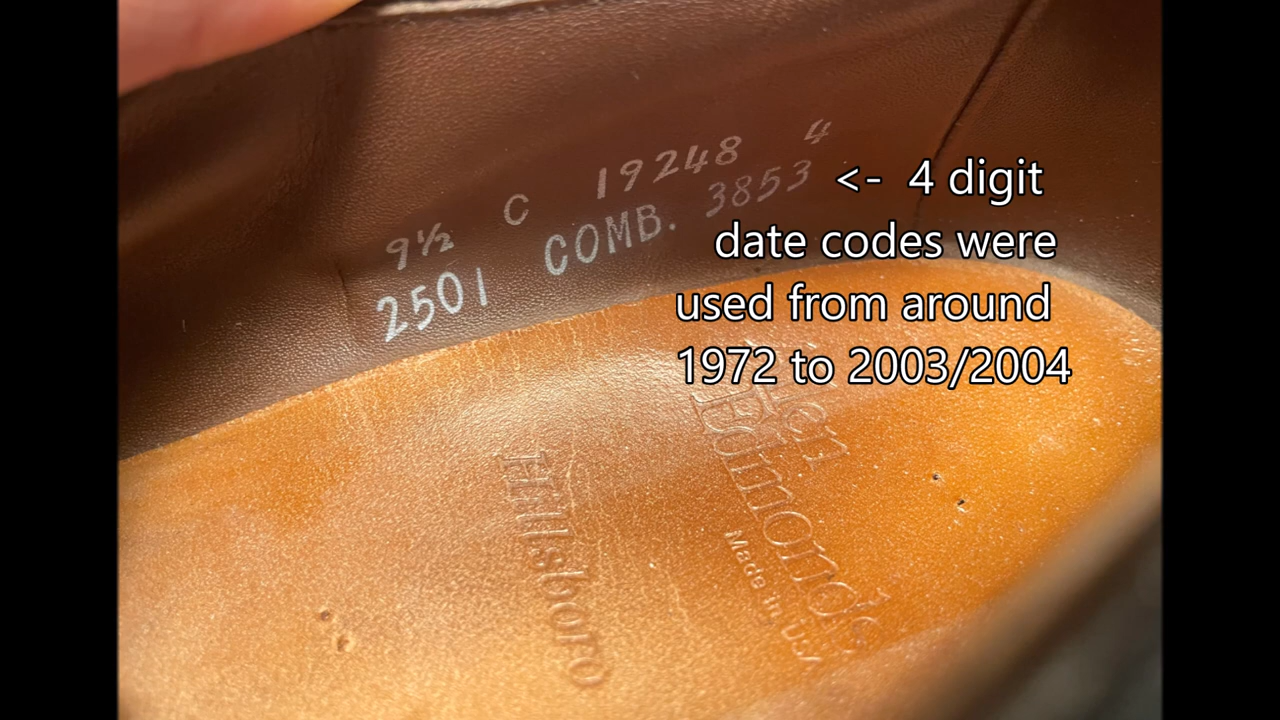 9½ C 19248 4
2501 COMB. 3853
<- 4 digit
date codes were
used from around
1972 to 2003/2004
Allen
Edmonds
Made in USA
Hillsboro